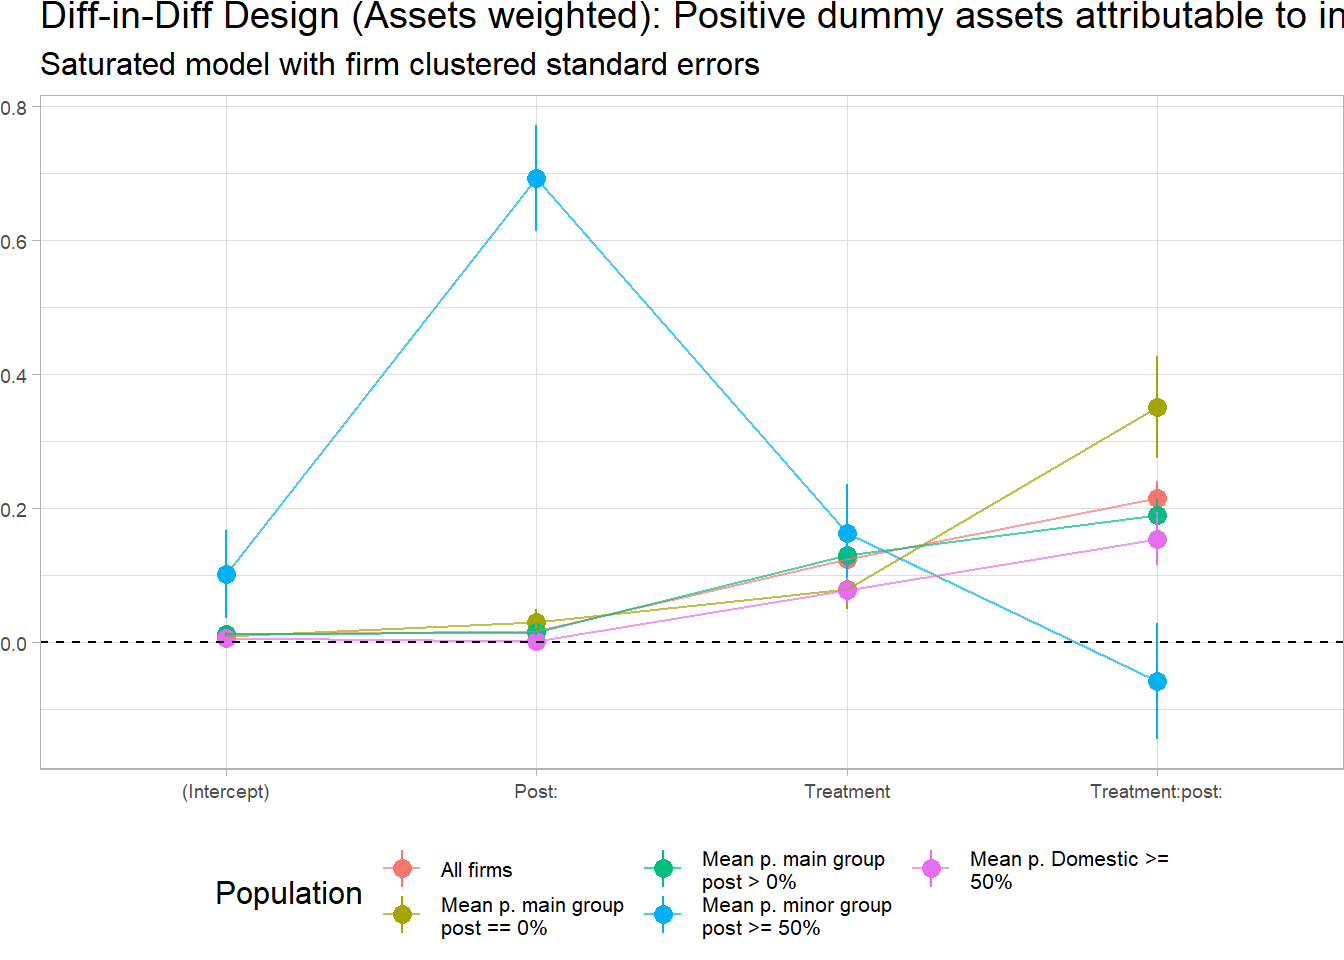 Diff-in-Diff Design (Assets weighted): Positive dummy assets attributable to in
Saturated model with firm clustered standard errors
0.8
0.6
0.4
0.2
0.0
(Intercept)
Post:
Treatment
Treatment:post:
Population
All firms
Mean p. main group
post == 0%
Mean p. main group
post > 0%
Mean p. minor group
post >= 50%
Mean p. Domestic >=
50%